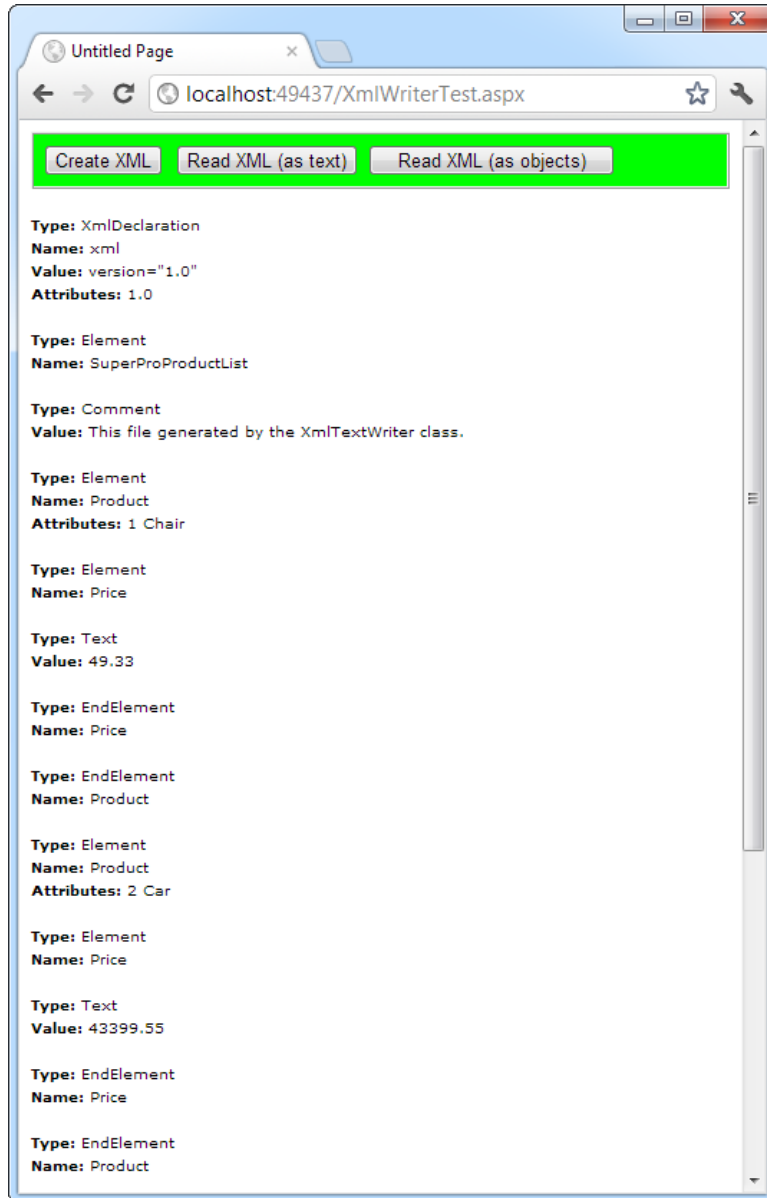 Untitled Page
localhost:49437/XmlWriterTest.aspx
Create XML Read XML (as text) Read XML (as objects)
Type: XmlDeclaration
Name: xml
Value: version="1.0"
Attributes: 1.0
Type: Element
Name: SuperProProductList
Type: Comment
Value: This file generated by the XmlTextWriter class.
Type: Element
Name: Product
Attributes: 1 Chair
Type: Element
Name: Price
Type: Text
Value: 49.33
Type: EndElement
Name: Price
Type: EndElement
Name: Product
Type: Element
Name: Product
Attributes: 2 Car
Type: Element
Name: Price
Type: Text
Value: 43399.55
Type: EndElement
Name: Price
Type: EndElement
Name: Product